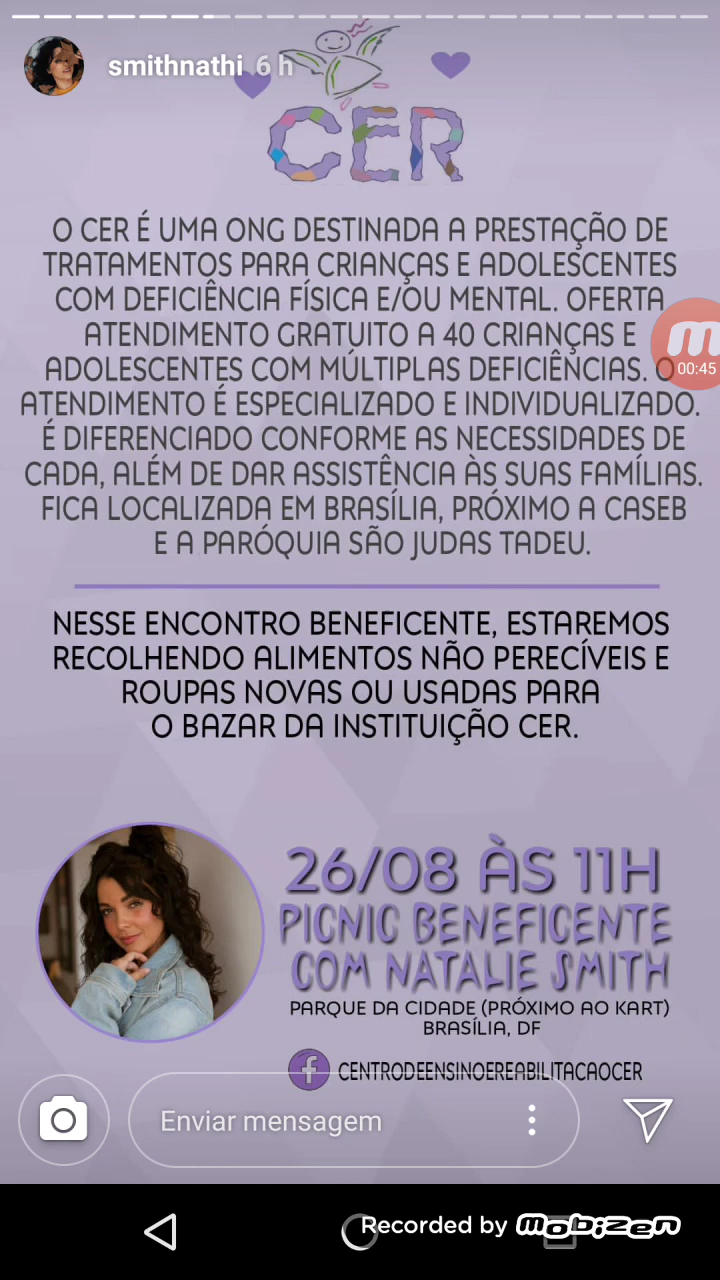 smithnathi 6 h
CER
O CER É UMA ONG DESTINADA A PRESTAÇÃO DE
TRATAMENTOS PARA CRIANÇAS E ADOLESCENTES
COM DEFICIÊNCIA FÍSICA E/OU MENTAL. OFERTA
ATENDIMENTO GRATUITO A 40 CRIANÇAS E
ADOLESCENTES COM MÚLTIPLAS DEFICIÊNCIAS. O
00:45
ATENDIMENTO É ESPECIALIZADO E INDIVIDUALIZADO.
É DIFERENCIADO CONFORME AS NECESSIDADES DE
CADA, ALÉM DE DAR ASSISTÊNCIA ÀS SUAS FAMÍLIAS.
FICA LOCALIZADA EM BRASÍLIA, PRÓXIMO A CASEB
E A PARÓQUIA SÃO JUDAS TADEU.
NESSE ENCONTRO BENEFICENTE, ESTAREMOS
RECOLHENDO ALIMENTOS NÃO PERECÍVEIS E
ROUPAS NOVAS OU USADAS PARA
O BAZAR DA INSTITUIÇÃO CER.
26/08 ÀS 11H
PICNIC BENEFICENTE
COM NATALIE SMITH
PARQUE DA CIDADE (PRÓXIMO AO KART)
BRASÍLIA, DF
CENTRODEENSINOEREABILITACAOCER
Enviar mensagem
Recorded by mobizen